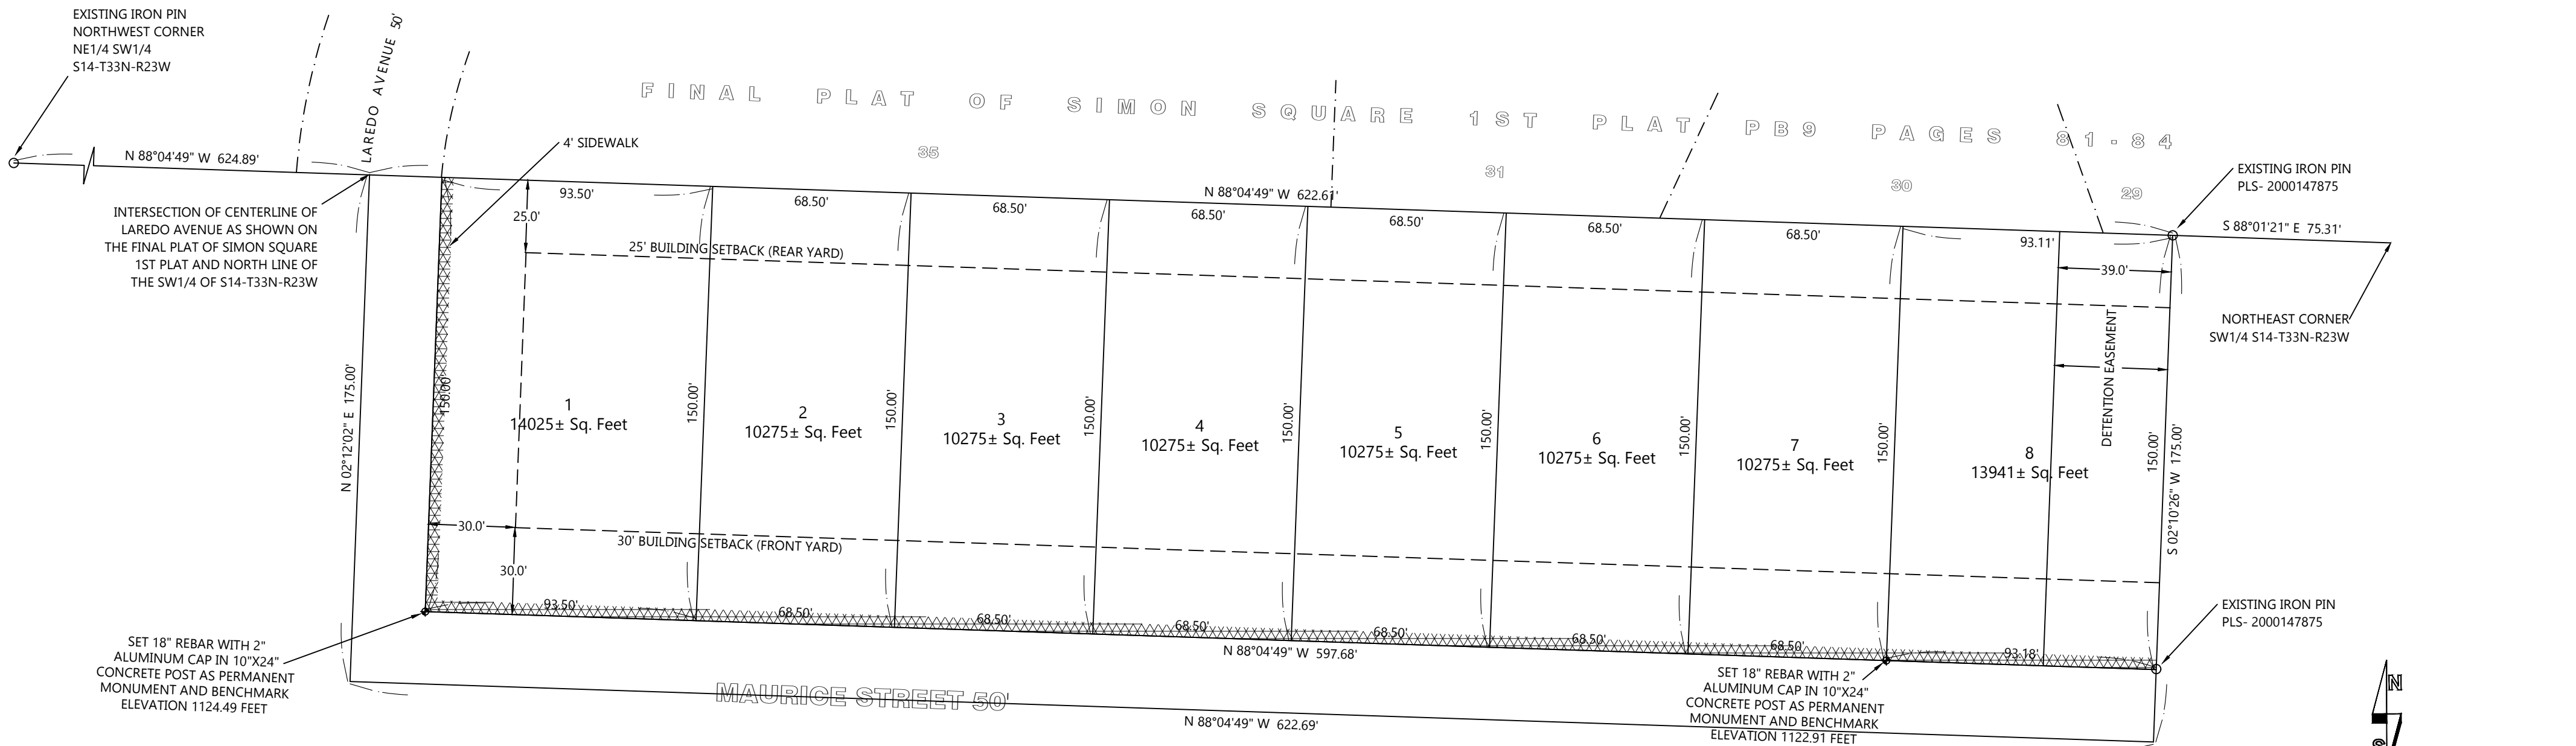 EXISTING IRON PIN
NORTHWEST CORNER
NE1/4 SW1/4
S14-T33N-R23W
LAREDO AVENUE 50'
FINAL PLAT OF SIMON SQUARE 1ST PLAT PB9 PAGES 81-84
4' SIDEWALK
35
31
30
29
EXISTING IRON PIN
PLS- 2000147875
N 88°04'49" W 624.89'
N 88°04'49" W 622.61'
S 88°01'21" E 75.31'
93.50'
68.50'
68.50'
68.50'
68.50'
68.50'
68.50'
93.11'
25.0'
39.0'
INTERSECTION OF CENTERLINE OF
LAREDO AVENUE AS SHOWN ON
THE FINAL PLAT OF SIMON SQUARE
1ST PLAT AND NORTH LINE OF
THE SW1/4 OF S14-T33N-R23W
25' BUILDING SETBACK (REAR YARD)
NORTHEAST CORNER
SW1/4 S14-T33N-R23W
DETENTION EASEMENT
N 02°12'02" E 175.00'
150.00'
150.00'
150.00'
150.00'
150.00'
150.00'
150.00'
150.00'
150.00'
S 02°10'26" W 175.00'
1
14025± Sq. Feet
2
10275± Sq. Feet
3
10275± Sq. Feet
4
10275± Sq. Feet
5
10275± Sq. Feet
6
10275± Sq. Feet
7
10275± Sq. Feet
8
13941± Sq. Feet
30.0'
30' BUILDING SETBACK (FRONT YARD)
30.0'
93.50'
68.50'
68.50'
68.50'
68.50'
68.50'
68.50'
93.18'
EXISTING IRON PIN
PLS- 2000147875
N 88°04'49" W 597.68'
SET 18" REBAR WITH 2"
ALUMINUM CAP IN 10"X24"
CONCRETE POST AS PERMANENT
MONUMENT AND BENCHMARK
ELEVATION 1124.49 FEET
MAURICE STREET 50'
N 88°04'49" W 622.69'
SET 18" REBAR WITH 2"
ALUMINUM CAP IN 10"X24"
CONCRETE POST AS PERMANENT
MONUMENT AND BENCHMARK
ELEVATION 1122.91 FEET
N